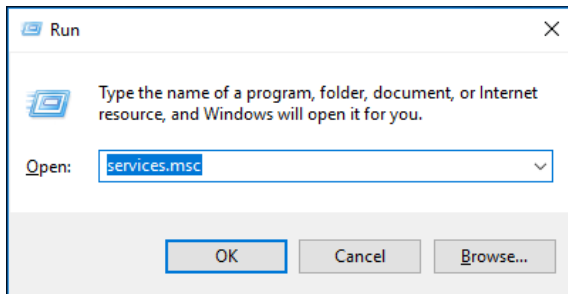 Run
Type the name of a program, folder, document, or Internet
resource, and Windows will open it for you.
Open: services.msc
OK Cancel Browse...